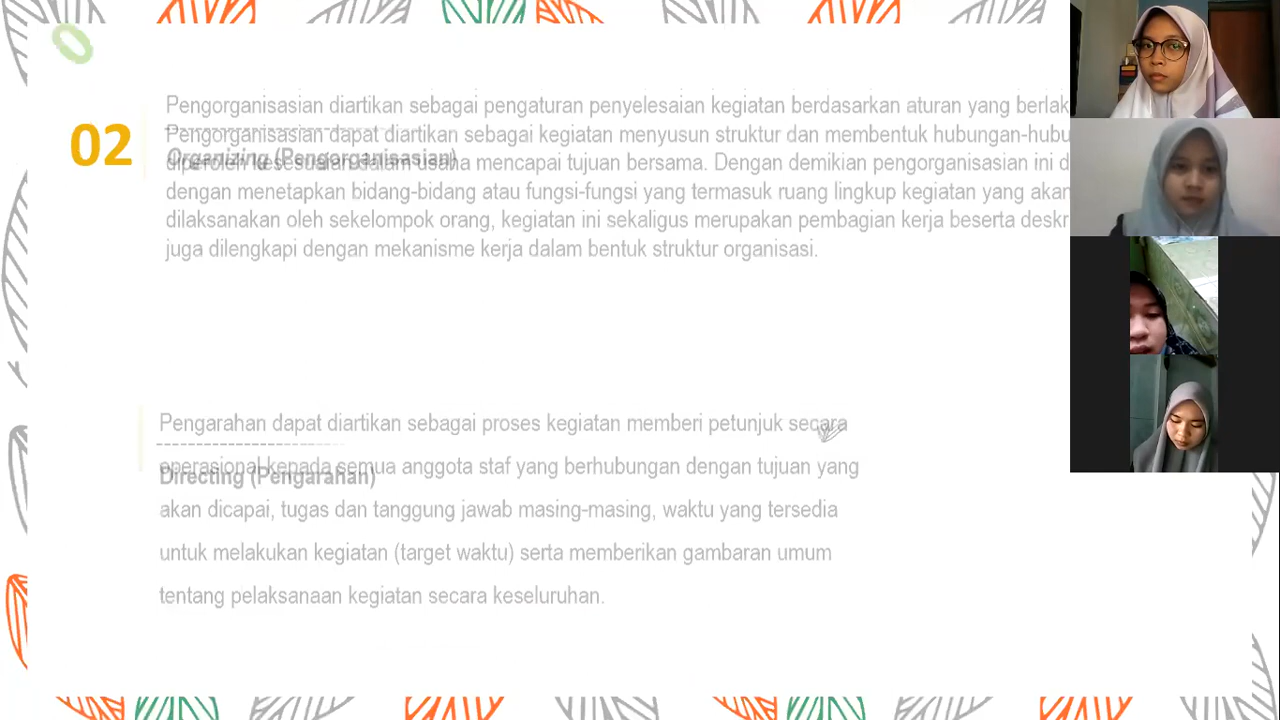 02
Pengorganisasian diartikan sebagai pengaturan penyelesaian kegiatan berdasarkan aturan yang
Pengorganisasian dapat diartikan sebagai kegiatan menyusun struktur dan membentuk
Organizing (Pengorganisasian)
diperoleh kesesuaian dalam usaha mencapai tujuan bersama. Dengan demikian pengorganisasian ini
dengan menetapkan bidang-bidang atau fungsi-fungsi yang termasuk ruang lingkup kegiatan yang akan
dilaksanakan oleh sekelompok orang, kegiatan ini sekaligus merupakan pembagian kerja beserta
juga dilengkapi dengan mekanisme kerja dalam bentuk struktur organisasi.
Pengarahan dapat diartikan sebagai proses kegiatan memberi petunjuk secara
operasional kepada semua anggota staf yang berhubungan dengan tujuan yang
Directing (Pengarahan)
akan dicapai, tugas dan tanggung jawab masing-masing, waktu yang tersedia
untuk melakukan kegiatan (target waktu) serta memberikan gambaran umum
tentang pelaksanaan kegiatan secara keseluruhan.